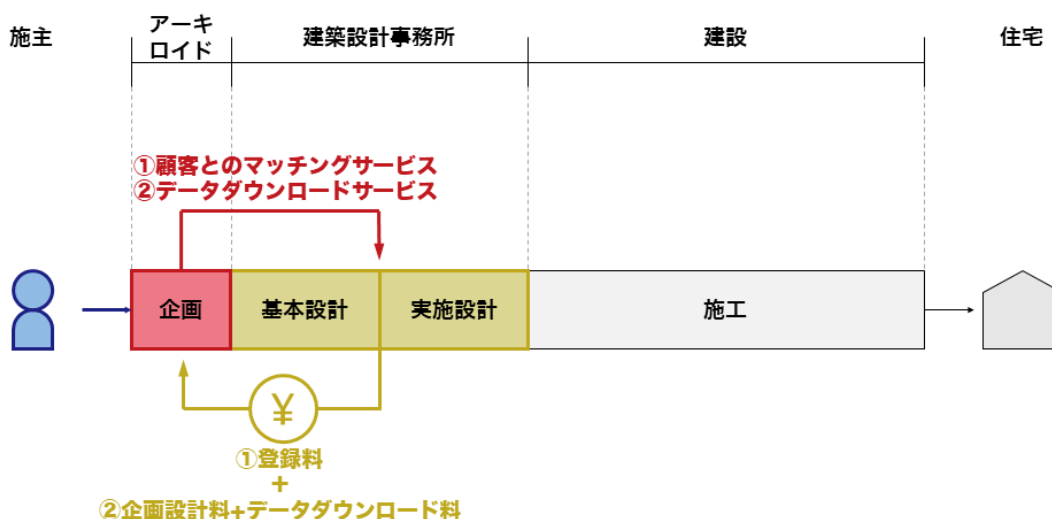 施主
アーキ
ロイド
建築設計事務所
建設
住宅
①顧客とのマッチングサービス
②データダウンロードサービス
企画
基本設計
実施設計
施工
¥
①登録料
+
②企画設計料+データダウンロード料